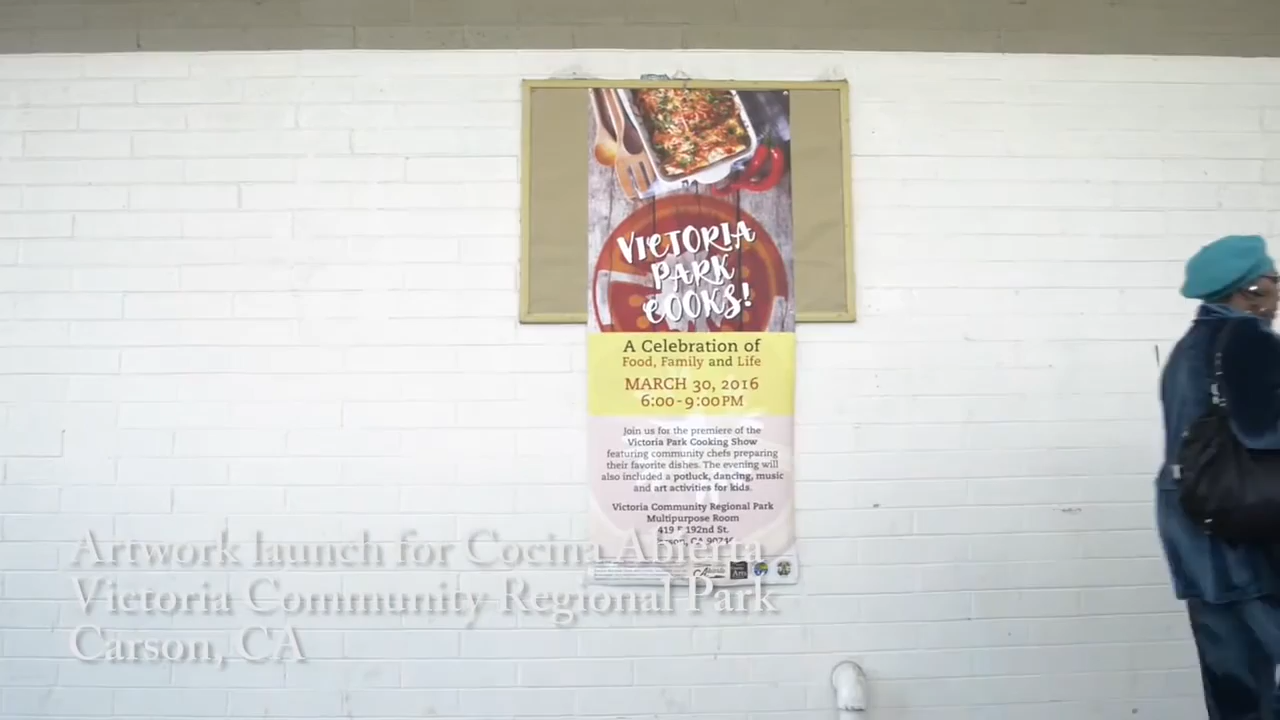 VICTORIA
PARK
COOKS!
A Celebration of
Food, Family and Life
MARCH 30, 2016
6:00-9:00PM
Join us for the premiere of the
Victoria Park Cooking Show
featuring community chefs preparing
their favorite dishes. The evening will
also included a potluck, dancing, music
and art activities for kids.
Victoria Community Regional Park
Multipurpose Room
419 E 192nd St.
Artwork launch for Cocina Abierta
Victoria Community Regional Park
Carson, CA